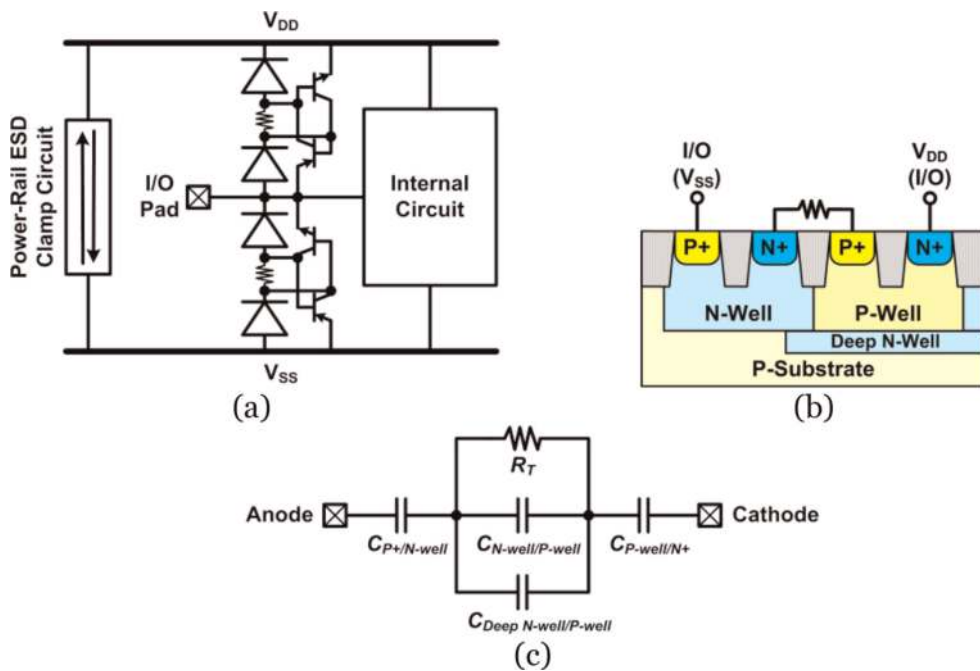 (a)
V_DD
Power-Rail ESD
Clamp Circuit
I/O
Pad
Internal
Circuit
V_SS
(a)
I/O
(V_SS)
V_DD
(I/O)
P+
N+
P+
N+
N-Well
P-Well
Deep N-Well
P-Substrate
(b)
R_T
Anode
Cathode
C_P+/N-well
C_N-well/P-well
C_P-well/N+
C_Deep N-well/P-well
(c)